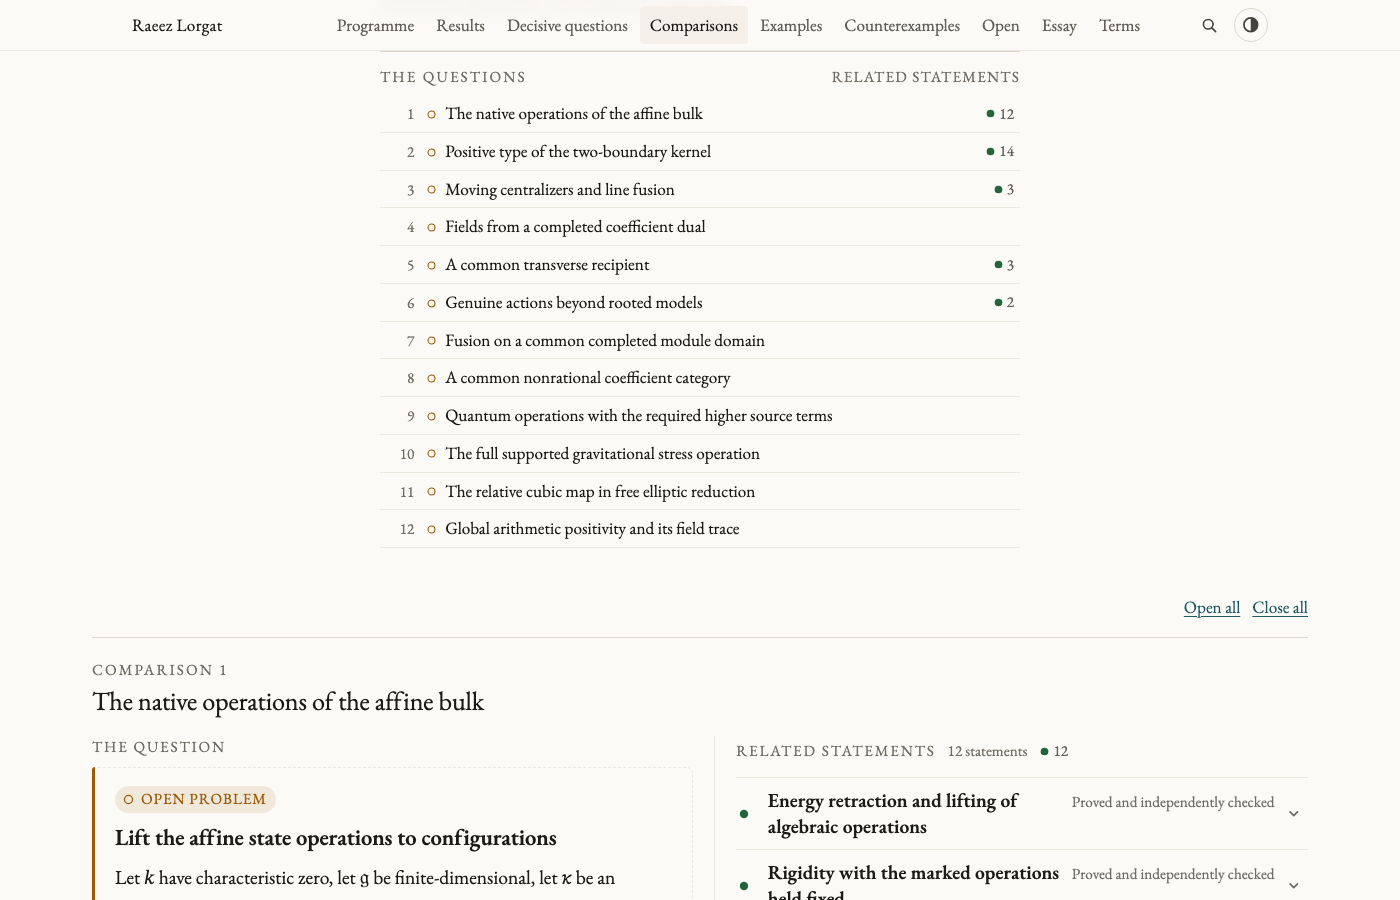 Raeez Lorgat Programme Results Decisive questions Comparisons Examples Counterexamples Open Essay Terms
THE QUESTIONS RELATED STATEMENTS
1 The native operations of the affine bulk 12
2 Positive type of the two-boundary kernel 14
3 Moving centralizers and line fusion 3
4 Fields from a completed coefficient dual
5 A common transverse recipient 3
6 Genuine actions beyond rooted models 2
7 Fusion on a common completed module domain
8 A common nonrational coefficient category
9 Quantum operations with the required higher source terms
10 The full supported gravitational stress operation
11 The relative cubic map in free elliptic reduction
12 Global arithmetic positivity and its field trace
Open all Close all
COMPARISON 1
The native operations of the affine bulk
THE QUESTION
OPEN PROBLEM
Lift the affine state operations to configurations
Let k have characteristic zero, let 𝔤 be finite-dimensional, let κ be an
RELATED STATEMENTS 12 statements 12
Energy retraction and lifting of algebraic operations Proved and independently checked
Rigidity with the marked operations held fixed Proved and independently checked